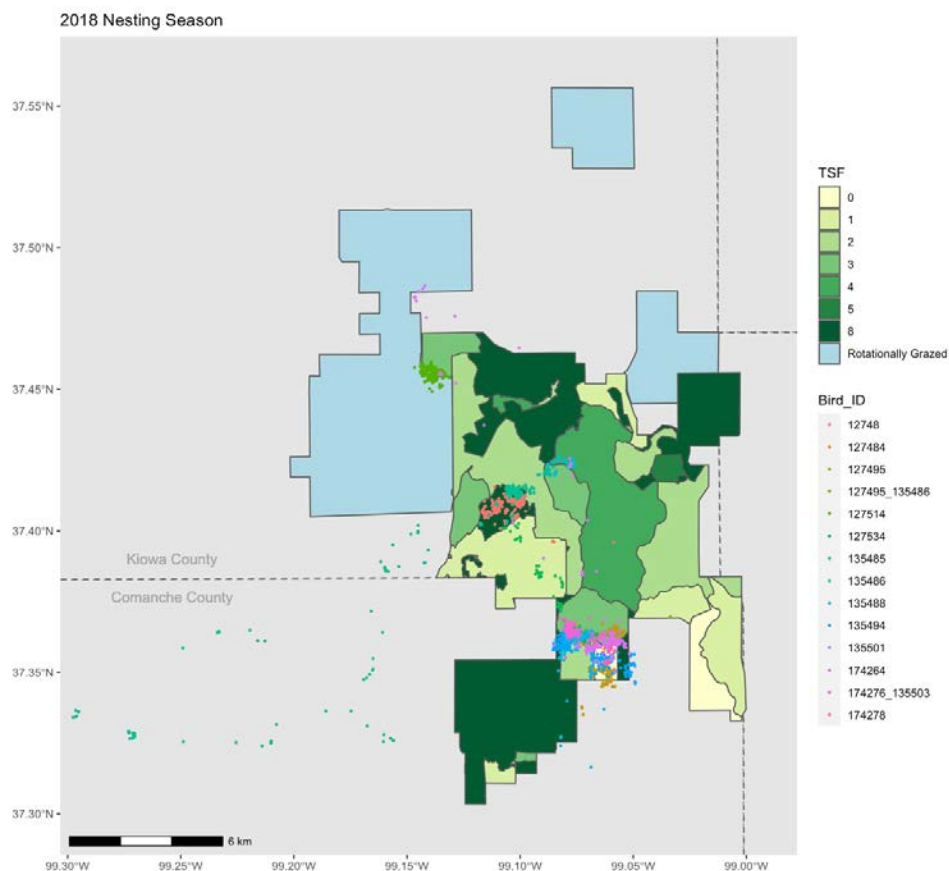 2018 Nesting Season
37.55°N
37.50°N
37.45°N
37.40°N
37.35°N
37.30°N
Kiowa County
Comanche County
6 km
99.30°W
99.25°W
99.20°W
99.15°W
99.10°W
99.05°W
99.00°W
TSF
0
1
2
3
4
5
8
Rotationally Grazed
Bird_ID
12748
127484
127495
127495_135486
127514
127534
135485
135486
135488
135494
135501
174264
174276_135503
174278